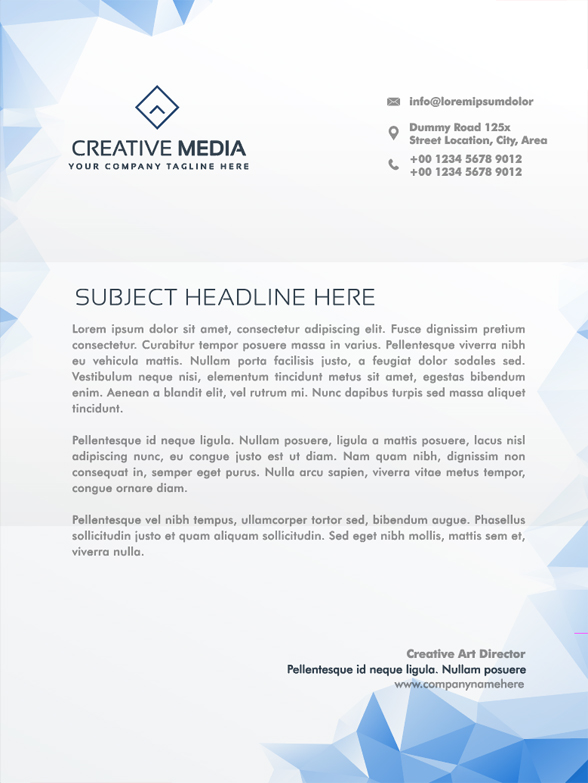 CREATIVE MEDIA
YOUR COMPANY TAGLINE HERE
info@loremipsumdolor
Dummy Road 125x
Street Location, City, Area
+00 1234 5678 9012
+00 1234 5678 9012
SUBJECT HEADLINE HERE
Lorem ipsum dolor sit amet, consectetur adipiscing elit. Fusce dignissim pretium
consectetur. Curabitur tempor posuere massa in varius. Pellentesque viverra nibh
eu vehicula mattis. Nullam porta facilisis justo, a feugiat dolor sodales sed.
Vestibulum neque nisi, elementum tincidunt metus sit amet, egestas bibendum
enim. Aenean a blandit elit, vel rutrum mi. Nunc dapibus turpis sed massa aliquet
tincidunt.
Pellentesque id neque ligula. Nullam posuere, ligula a mattis posuere, lacus nisl
adipiscing nunc, eu congue justo est ut diam. Nam quam nibh, dignissim non
consequat in, semper eget purus. Nulla arcu sapien, viverra vitae metus tempor,
congue ornare diam.
Pellentesque vel nibh tempus, ullamcorper tortor sed, bibendum augue. Phasellus
sollicitudin justo et quam aliquam sollicitudin. Sed eget nibh mollis, mattis sem et,
viverra nulla.
Creative Art Director
Pellentesque id neque ligula. Nullam posuere
www.companynamehere